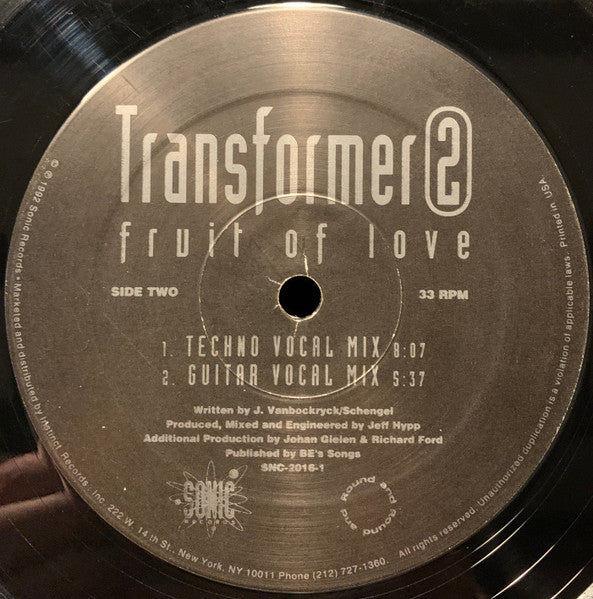 Transformer 2
fruit of love
SIDE TWO
33 RPM
1. TECHNO VOCAL MIX 8:07
2. GUITAR VOCAL MIX 5:37
Written by J. Vanbockryck/Schengel
Produced, Mixed and Engineered by Jeff Hypp
Additional Production by Johan Gielen & Richard Ford
Published by BE's Songs
SNC-2016-1
SONIC
RECORDS
Round and Round and
℗ © 1992 Sonic Records • Marketed and distributed by Instinct Records, Inc. 222 W. 14th St., New York, NY 10011 Phone (212) 727-1360. All rights reserved. Unauthorized duplication is a violation of applicable laws. Printed in USA